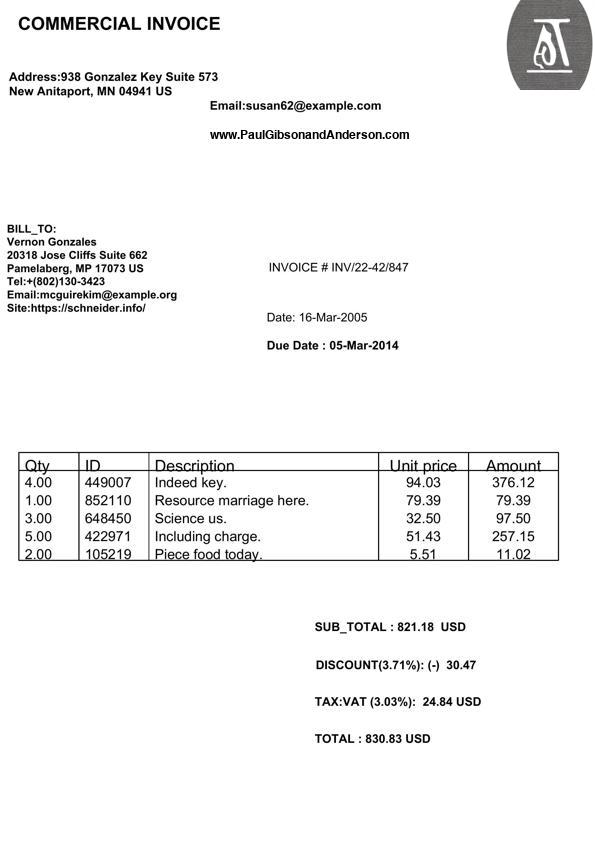 COMMERCIAL INVOICE
Address:938 Gonzalez Key Suite 573
New Anitaport, MN 04941 US
Email:susan62@example.com
www.PaulGibsonandAnderson.com
BILL_TO:
Vernon Gonzales
20318 Jose Cliffs Suite 662
Pamelaberg, MP 17073 US
Tel:+(802)130-3423
Email:mcguirekim@example.org
Site:https://schneider.info/
INVOICE # INV/22-42/847
Date: 16-Mar-2005
Due Date : 05-Mar-2014
Qty ID Description Unit price Amount
4.00 449007 Indeed key. 94.03 376.12
1.00 852110 Resource marriage here. 79.39 79.39
3.00 648450 Science us. 32.50 97.50
5.00 422971 Including charge. 51.43 257.15
2.00 105219 Piece food today. 5.51 11.02
SUB_TOTAL : 821.18 USD
DISCOUNT(3.71%): (-) 30.47
TAX:VAT (3.03%): 24.84 USD
TOTAL : 830.83 USD